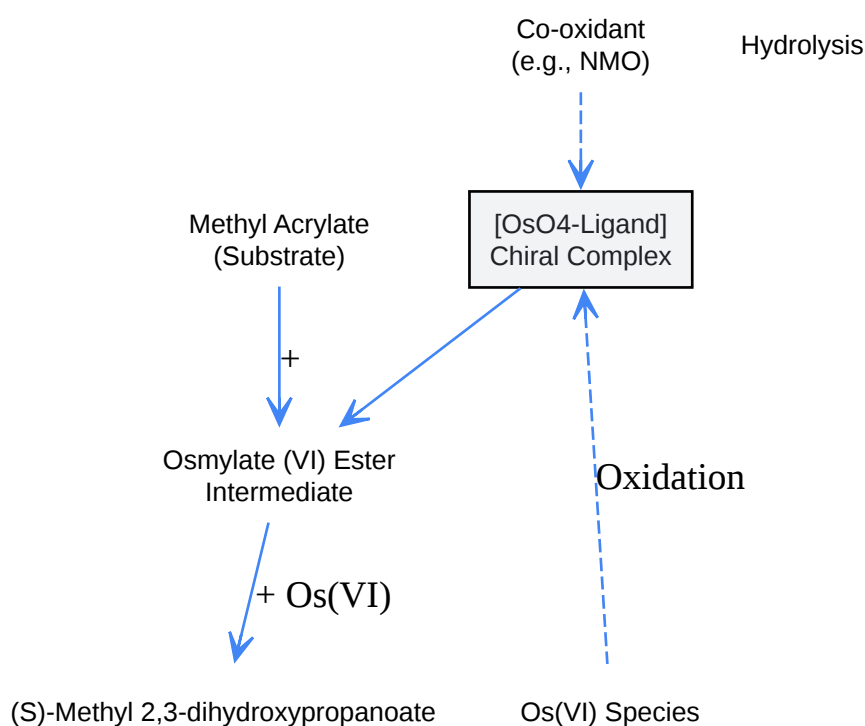 Co-oxidant
(e.g., NMO)
Hydrolysis
Methyl Acrylate
(Substrate)
[OsO4-Ligand]
Chiral Complex
+
Osmylate (VI) Ester
Intermediate
Oxidation
+ Os(VI)
(S)-Methyl 2,3-dihydroxypropanoate
Os(VI) Species